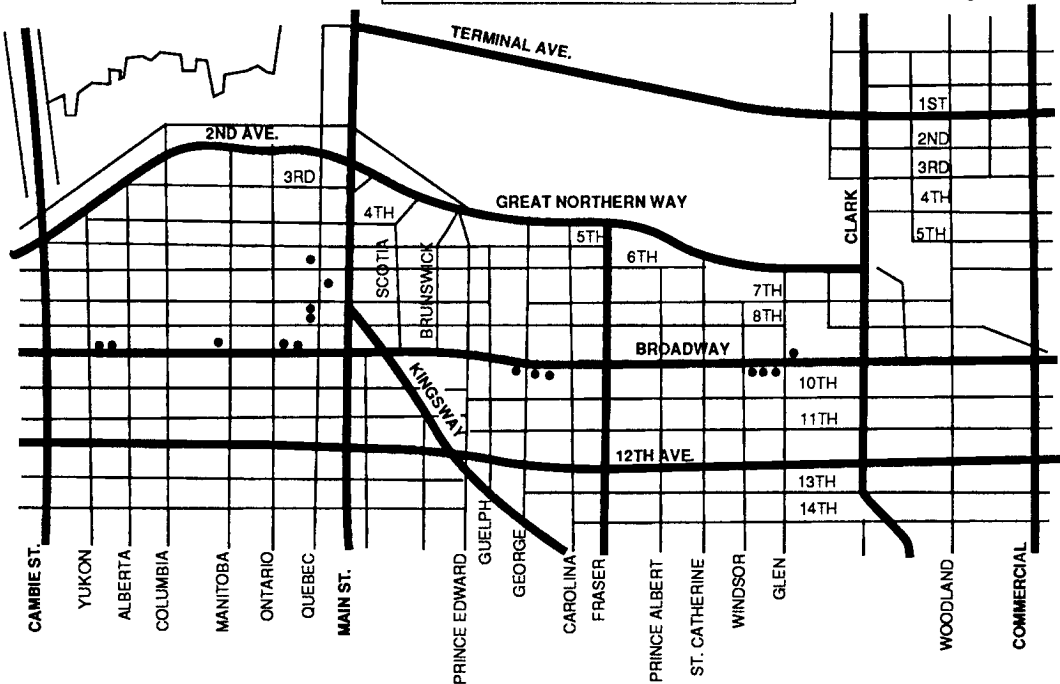 TERMINAL AVE.
1ST
2ND AVE.
2ND
3RD
3RD
4TH
4TH
GREAT NORTHERN WAY
CLARK
5TH
5TH
SCOTIA
BRUNSWICK
6TH
7TH
8TH
BROADWAY
KINGSWAY
10TH
11TH
12TH AVE.
13TH
14TH
CAMBIE ST.
YUKON
ALBERTA
COLUMBIA
MANITOBA
ONTARIO
QUEBEC
MAIN ST.
PRINCE EDWARD
GUELPH
GEORGE
CAROLINA
FRASER
PRINCE ALBERT
ST. CATHERINE
WINDSOR
GLEN
WOODLAND
COMMERCIAL